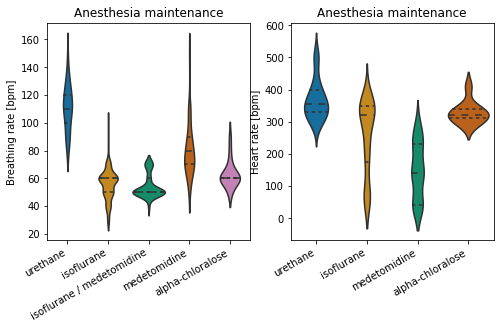 Anesthesia maintenance
Breathing rate [bpm]
160
140
120
100
80
60
40
20
urethane
isoflurane
isoflurane / medetomidine
medetomidine
alpha-chloralose
Anesthesia maintenance
Heart rate [bpm]
600
500
400
300
200
100
0
urethane
isoflurane
medetomidine
alpha-chloralose